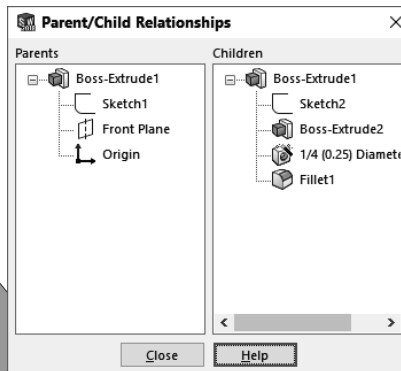 Parent/Child Relationships
Parents
Boss-Extrude1
Sketch1
Front Plane
Origin
Children
Boss-Extrude1
Sketch2
Boss-Extrude2
1/4 (0.25) Diamete
Fillet1
Close
Help